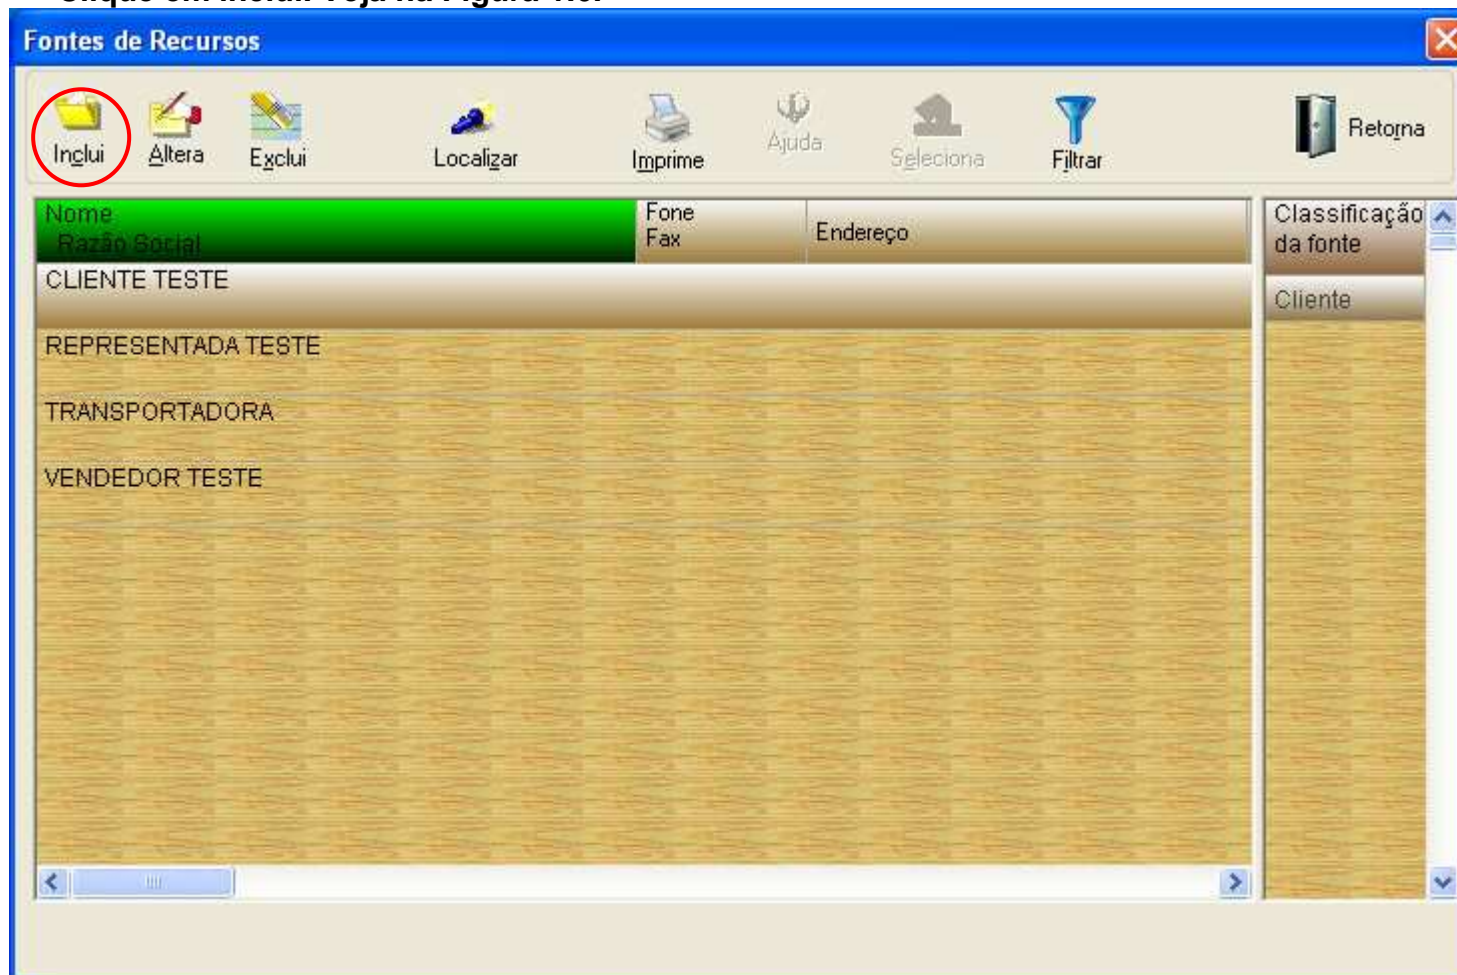 Fontes de Recursos
Inclui Altera Exclui Localizar Imprime Ajuda Seleciona Filtrar Retorna
Nome
Razão Social
Fone
Fax
Endereço
Classificação
da fonte
CLIENTE TESTE
Cliente
REPRESENTADA TESTE
TRANSPORTADORA
VENDEDOR TESTE